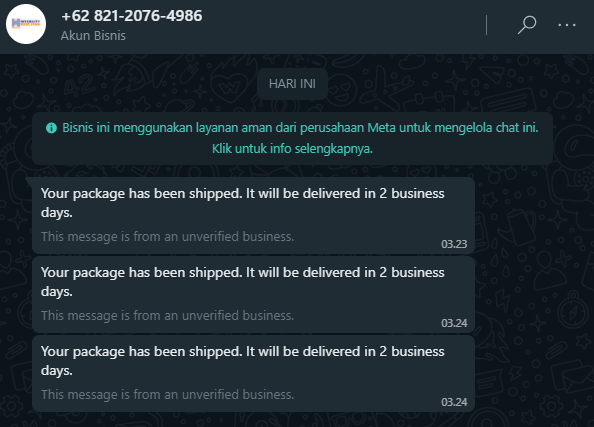 +62 821-2076-4986
Akun Bisnis
HARI INI
Bisnis ini menggunakan layanan aman dari perusahaan Meta untuk mengelola chat ini.
Klik untuk info selengkapnya.
Your package has been shipped. It will be delivered in 2 business
days.
This message is from an unverified business.
03.23
Your package has been shipped. It will be delivered in 2 business
days.
This message is from an unverified business.
03.24
Your package has been shipped. It will be delivered in 2 business
days.
This message is from an unverified business.
03.24